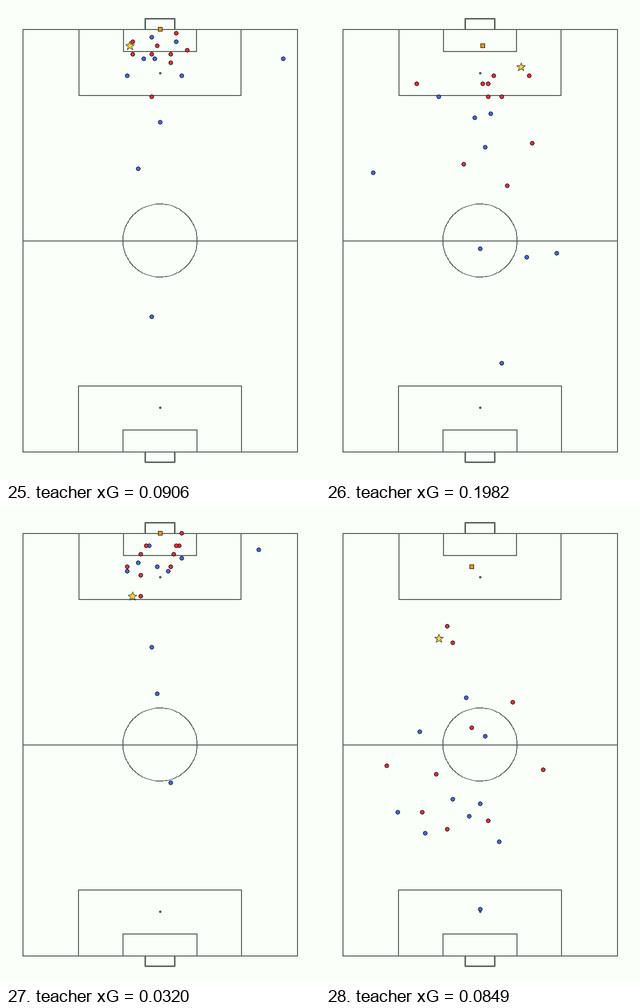 25. teacher xG = 0.0906
26. teacher xG = 0.1982
27. teacher xG = 0.0320
28. teacher xG = 0.0849